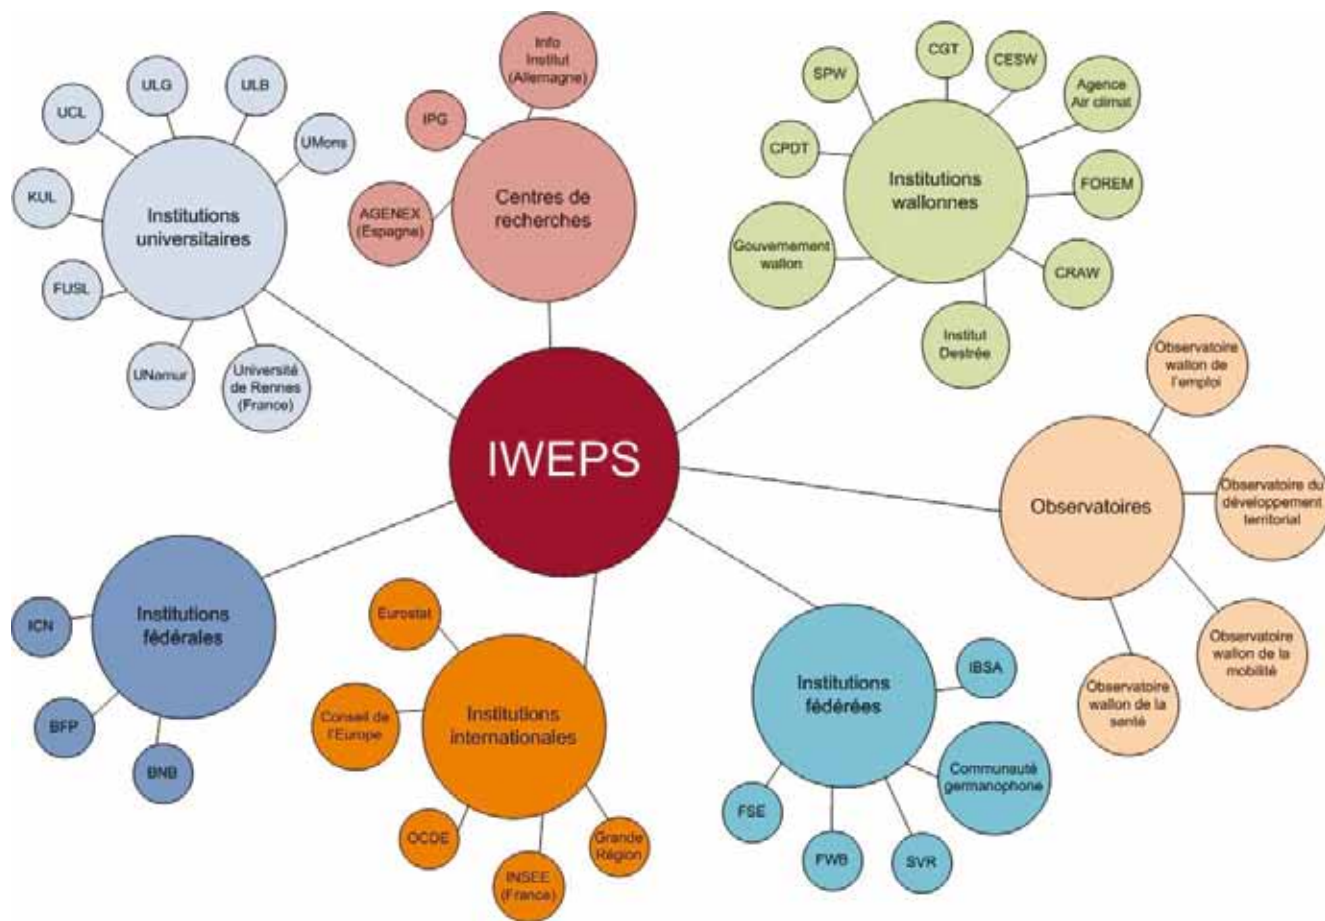 ULG
ULB
UCL
UMons
KUL
Institutions
universitaires
FUSL
UNamur
Université
de Rennes
(France)
Info
Institut
(Allemagne)
IPG
Centres de
recherches
AGENEX
(Espagne)
CGT
CESW
SPW
Agence
Air climat
CPDT
Institutions
wallonnes
FOREM
Gouvernement
wallon
CRAW
Institut
Destrée
IWEPS
Observatoire
wallon de
l'emploi
Observatoires
Observatoire du
développement
territorial
Observatoire
wallon de la
mobilité
Observatoire
wallon de la
santé
Institutions
fédérales
ICN
BFP
BNB
Eurostat
Conseil de
l'Europe
Institutions
internationales
OCDE
INSEE
(France)
Grande
Région
Institutions
fédérées
IBSA
Communauté
germanophone
FSE
FWB
SVR